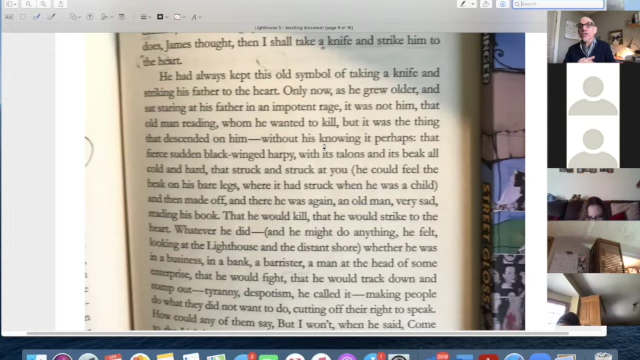 Lighthouse 5 : teaching document (page 9 of 16)
Search
does, James thought, then I shall take a knife and strike him to
the heart.
He had always kept this old symbol of taking a knife and
striking his father to the heart. Only now, as he grew older, and
sat staring at his father in an impotent rage, it was not him, that
old man reading, whom he wanted to kill, but it was the thing
that descended on him—without his knowing it perhaps: that
fierce sudden black-winged harpy, with its talons and its beak all
cold and hard, that struck and struck at you (he could feel the
beak on his bare legs, where it had struck when he was a child)
and then made off, and there he was again, an old man, very sad,
reading his book. That he would kill, that he would strike to the
heart. Whatever he did—(and he might do anything, he felt,
looking at the Lighthouse and the distant shore) whether he was
in a business, in a bank, a barrister, a man at the head of some
enterprise, that he would fight, that he would track down and
stamp out—tyranny, despotism, he called it—making people
do what they did not want to do, cutting off their right to speak.
How could any of them say, But I won't, when he said, Come
STREET GLOSS